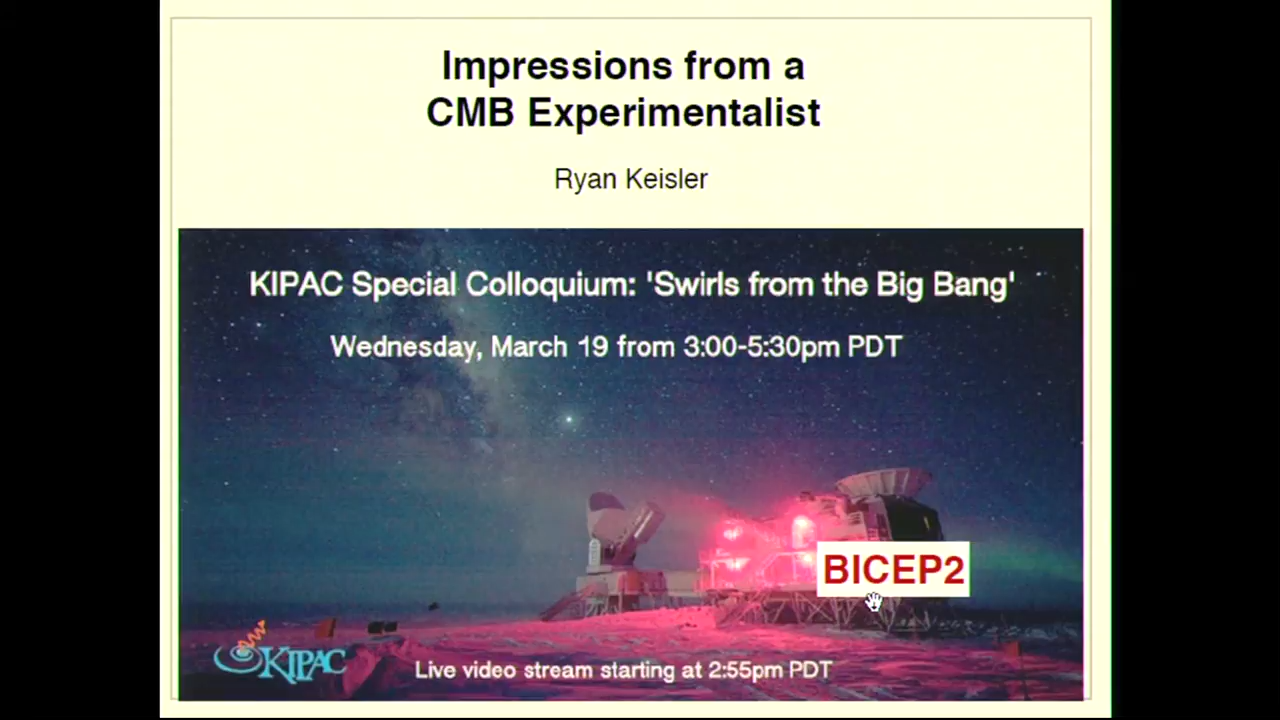 Impressions from a
CMB Experimentalist
Ryan Keisler
KIPAC Special Colloquium: 'Swirls from the Big Bang'
Wednesday, March 19 from 3:00-5:30pm PDT
BICEP2
KIPAC
Live video stream starting at 2:55pm PDT